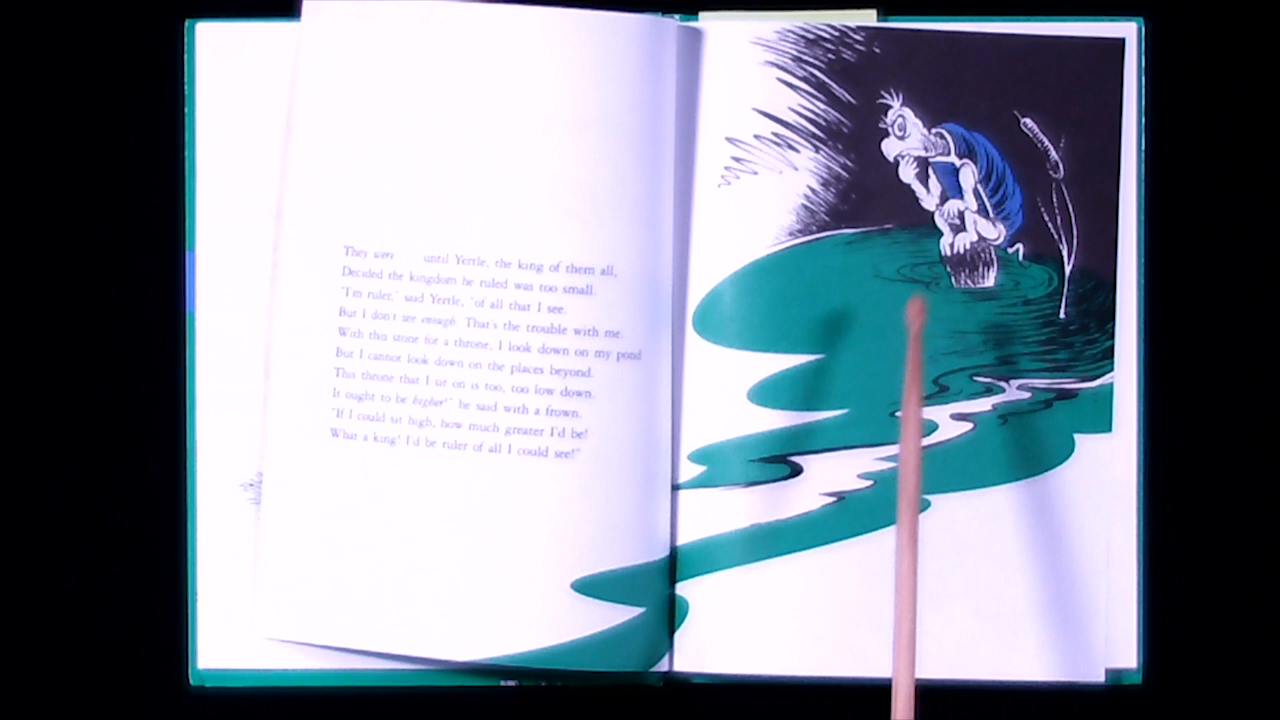 They were until Yertle, the king of them all,
Decided the kingdom he ruled was too small.
"I'm ruler," said Yertle, "of all that I see.
But I don't see enough. That's the trouble with me.
With this stone for a throne, I look down on my pond
But I cannot look down on the places beyond.
This throne that I sit on is too, too low down.
It ought to be higher!" he said with a frown.
"If I could sit high, how much greater I'd be!
What a king! I'd be ruler of all I could see!"